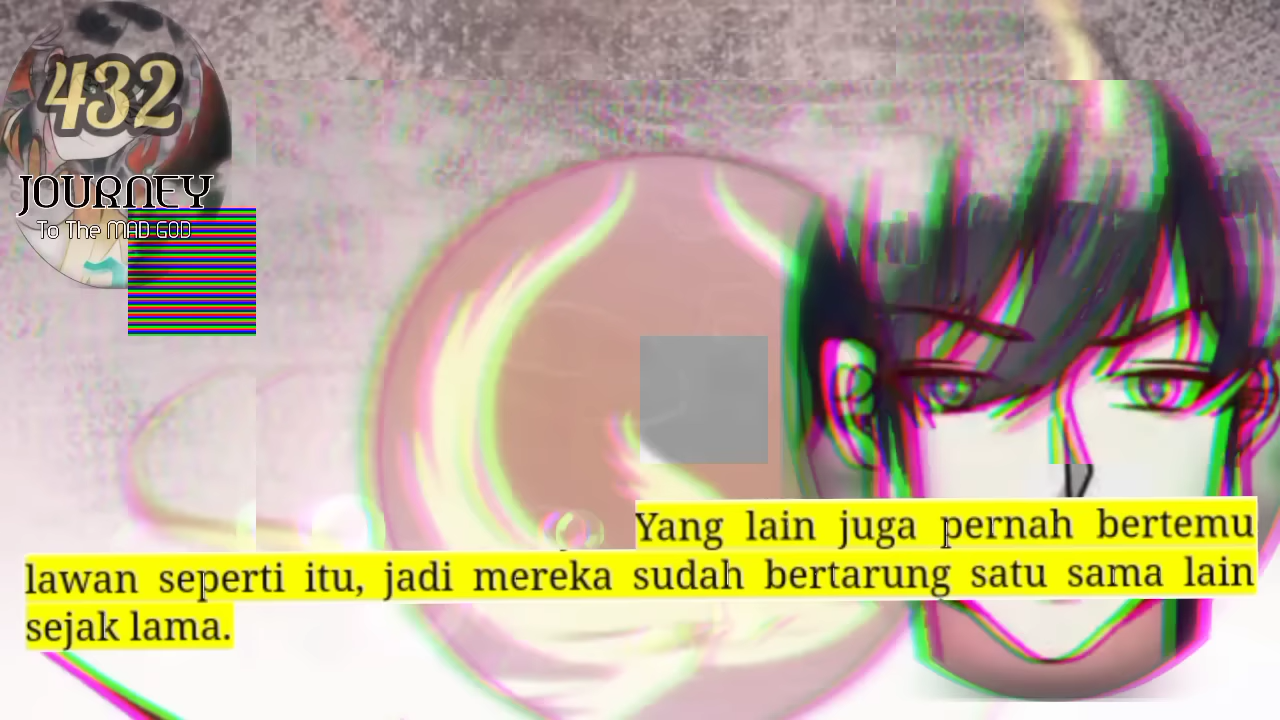 432
JOURNEY
To The MAD GOD
Yang lain juga pernah bertemu
lawan seperti itu, jadi mereka sudah bertarung satu sama lain
sejak lama.